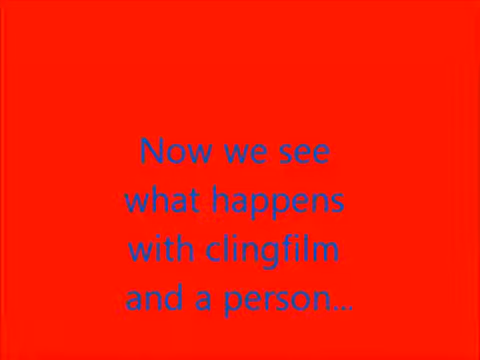 Now we see
what happens
with clingfilm
and a person...